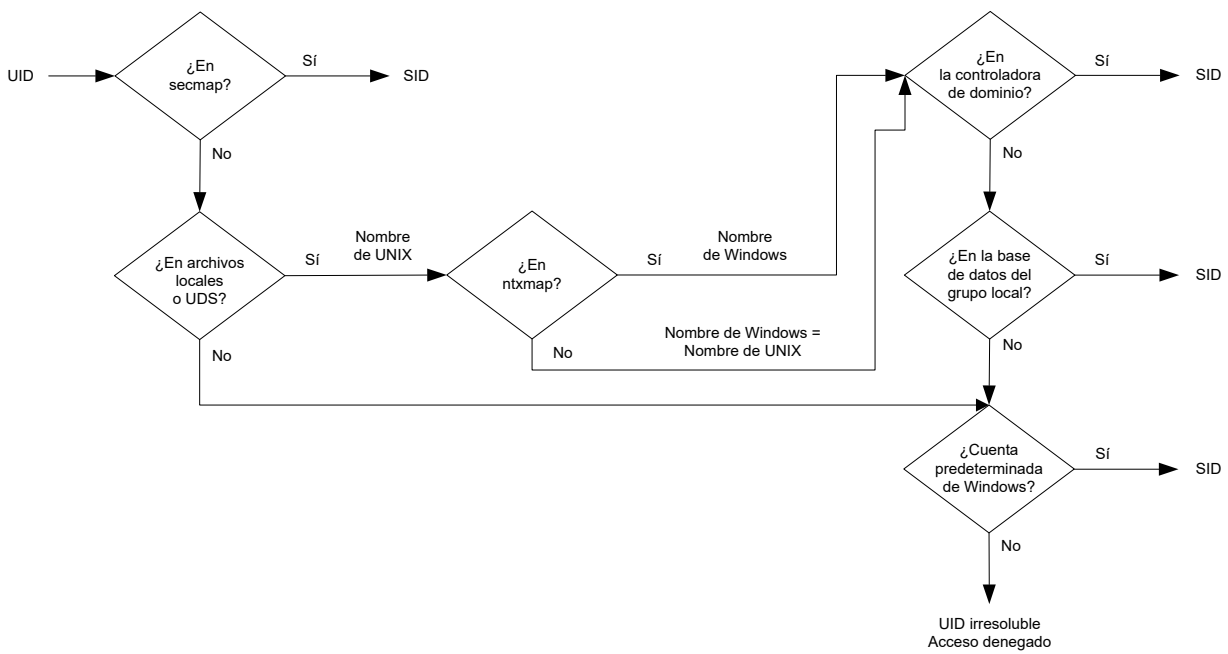 UID
¿En
secmap?
Sí
SID
No
¿En archivos
locales
o UDS?
Sí
Nombre
de UNIX
No
¿En
ntxmap?
Sí
Nombre
de Windows
No
Nombre de Windows =
Nombre de UNIX
¿En
la controladora
de dominio?
Sí
SID
No
¿En la base
de datos del
grupo local?
Sí
SID
No
¿Cuenta
predeterminada
de Windows?
Sí
SID
No
UID irresoluble
Acceso denegado